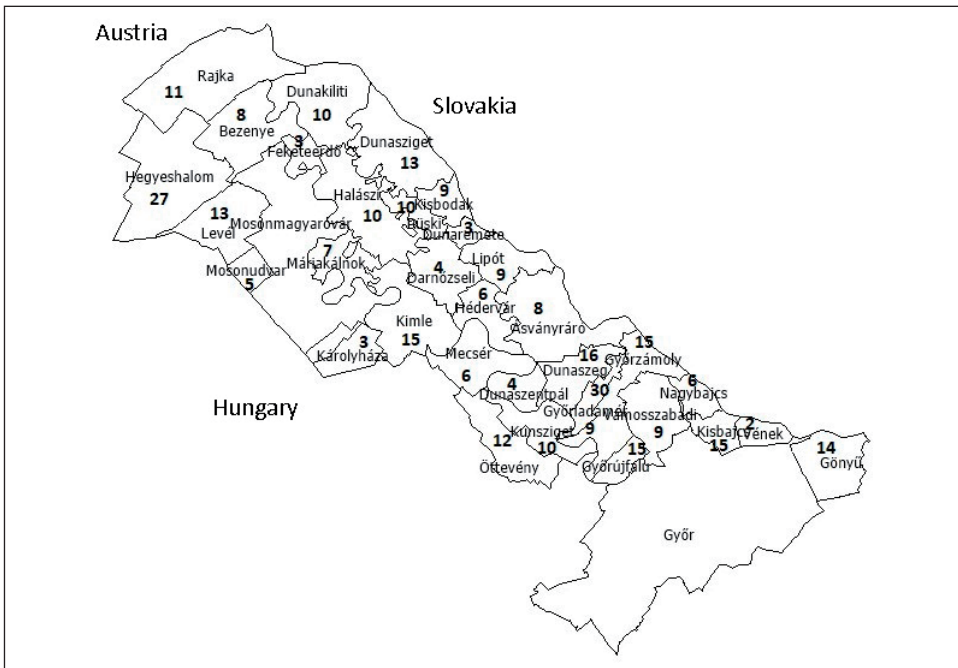 Austria
Rajka
11
Dunakiliti
10
Slovakia
8
Bezenye
3
Feketeerdő
Dunasziget
13
Hegyeshalom
27
Halászi
10
10
Püski
9
Kisbodak
13
Levél
Mosonmagyaróvár
3
Dunaremete
7
Máriakálnok
Mosonudvar
5
4
Darnózseli
Lipót
9
6
Hédervár
8
Ásványráró
Kimle
15
3
Károlyháza
Mecsér
6
16
Dunaszeg
15
Győrzámoly
4
Dunaszentpál
30
Hungary
Győrladamér
9
6
Nagybajcs
Vámosszabadi
9
Kisbajcs
15
2
Vének
12
Öttevény
Kunsziget
10
15
Győrújfalu
14
Gönyű
Győr